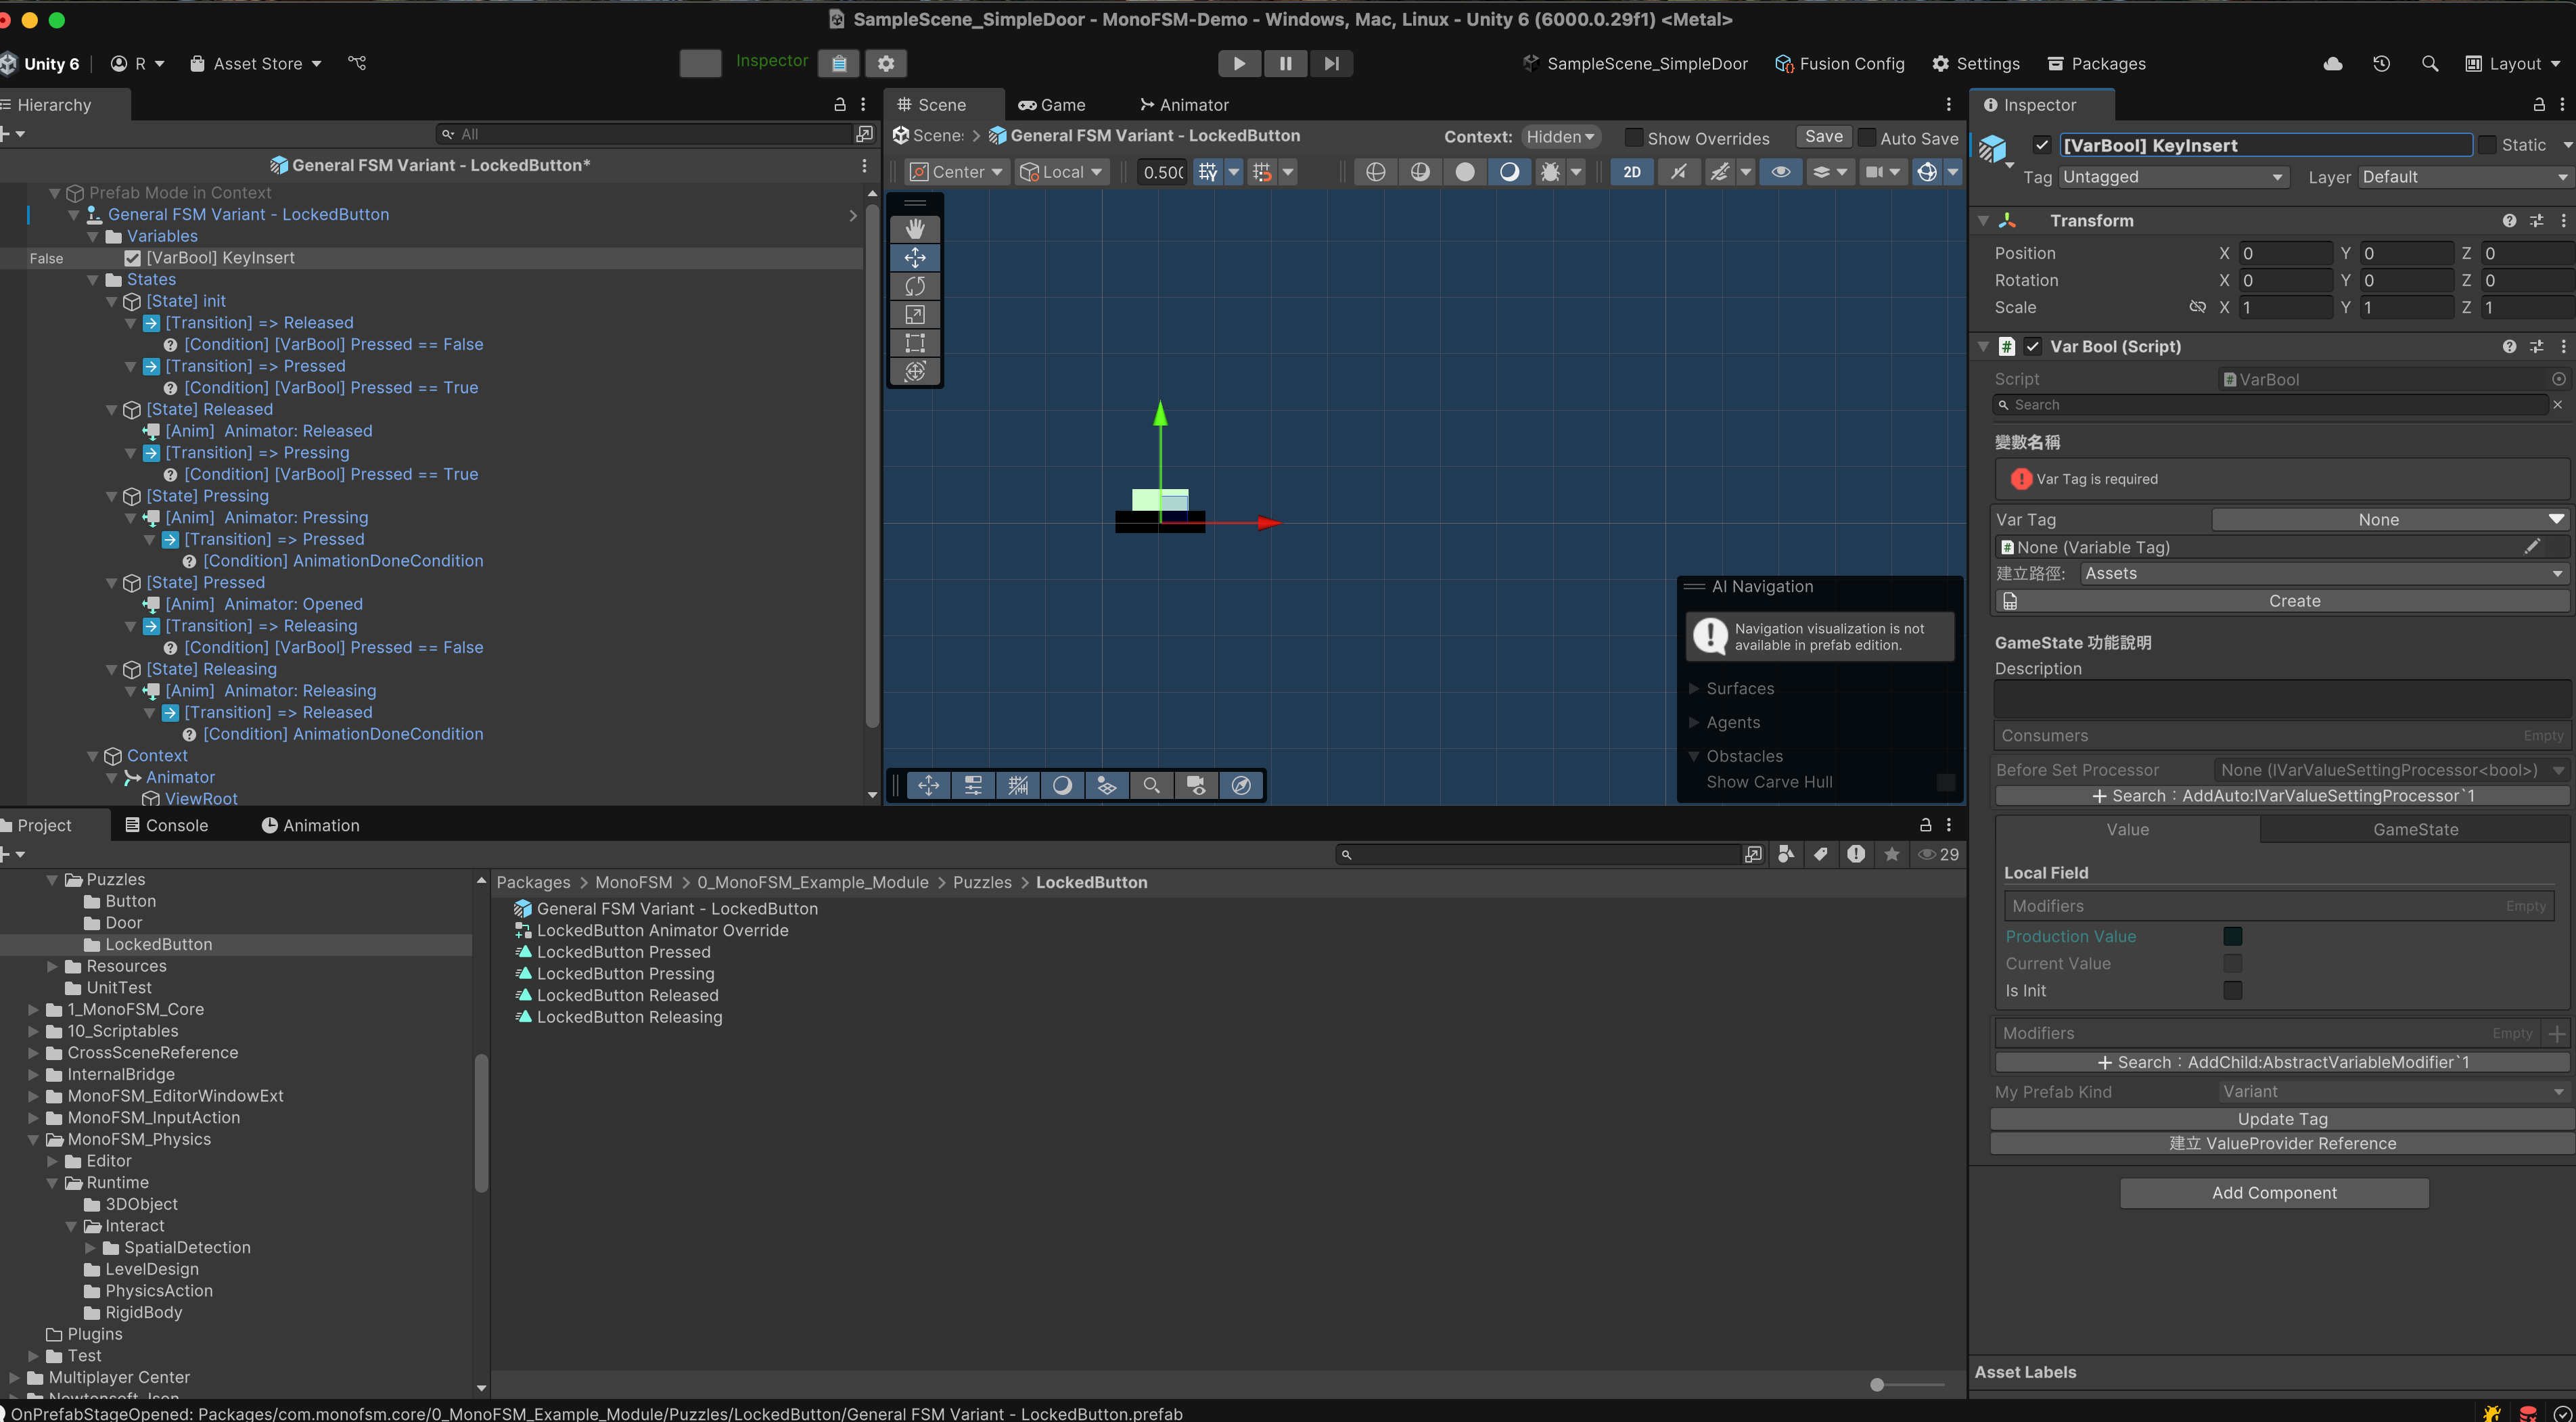 SampleScene_SimpleDoor - MonoFSM-Demo - Windows, Mac, Linux - Unity 6 (6000.0.29f1) <Metal>
Unity 6
R
Asset Store
Inspector
SampleScene_SimpleDoor
Fusion Config
Settings
Packages
Layout
Hierarchy
All
General FSM Variant - LockedButton*
Prefab Mode in Context
General FSM Variant - LockedButton
Variables
False [VarBool] KeyInsert
States
[State] init
[Transition] => Released
[Condition] [VarBool] Pressed == False
[Transition] => Pressed
[Condition] [VarBool] Pressed == True
[State] Released
[Anim] Animator: Released
[Transition] => Pressing
[Condition] [VarBool] Pressed == True
[State] Pressing
[Anim] Animator: Pressing
[Transition] => Pressed
[Condition] AnimationDoneCondition
[State] Pressed
[Anim] Animator: Opened
[Transition] => Releasing
[Condition] [VarBool] Pressed == False
[State] Releasing
[Anim] Animator: Releasing
[Transition] => Released
[Condition] AnimationDoneCondition
Context
Animator
ViewRoot
Scene
Game
Animator
Scene: > General FSM Variant - LockedButton
Context: Hidden
Show Overrides
Save
Auto Save
Center
Local
0.500
2D
AI Navigation
Navigation visualization is not
available in prefab edition.
Surfaces
Agents
Obstacles
Show Carve Hull
Project
Console
Animation
29
Puzzles
Button
Door
LockedButton
Resources
UnitTest
1_MonoFSM_Core
10_Scriptables
CrossSceneReference
InternalBridge
MonoFSM_EditorWindowExt
MonoFSM_InputAction
MonoFSM_Physics
Editor
Runtime
3DObject
Interact
SpatialDetection
LevelDesign
PhysicsAction
RigidBody
Plugins
Test
Multiplayer Center
Newtonsoft Json
Packages > MonoFSM > 0_MonoFSM_Example_Module > Puzzles > LockedButton
General FSM Variant - LockedButton
LockedButton Animator Override
LockedButton Pressed
LockedButton Pressing
LockedButton Released
LockedButton Releasing
OnPrefabStageOpened: Packages/com.monofsm.core/0_MonoFSM_Example_Module/Puzzles/LockedButton/General FSM Variant - LockedButton.prefab
Inspector
[VarBool] KeyInsert
Static
Tag Untagged
Layer Default
Transform
Position X 0 Y 0 Z 0
Rotation X 0 Y 0 Z 0
Scale X 1 Y 1 Z 1
Var Bool (Script)
Script VarBool
Search
變數名稱
Var Tag is required
Var Tag None
None (Variable Tag)
建立路徑: Assets
Create
GameState 功能說明
Description
Consumers Empty
Before Set Processor None (IVarValueSettingProcessor<bool>)
+ Search：AddAuto:IVarValueSettingProcessor`1
Value
GameState
Local Field
Modifiers Empty
Production Value
Current Value
Is Init
Modifiers Empty
+ Search：AddChild:AbstractVariableModifier`1
My Prefab Kind Variant
Update Tag
建立 ValueProvider Reference
Add Component
Asset Labels